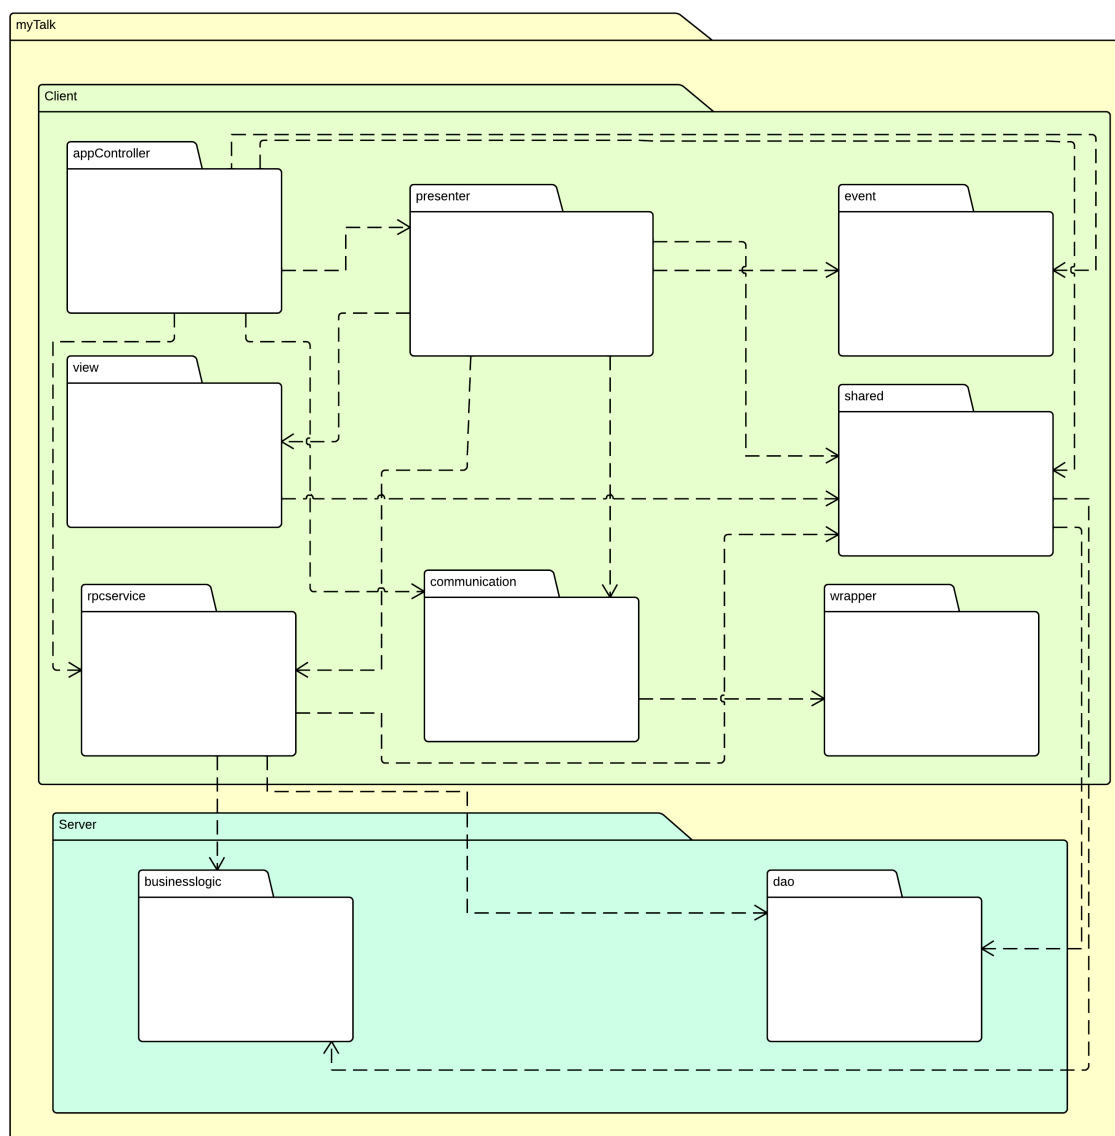 myTalk
Client
appController
presenter
event
view
shared
communication
rpcservice
wrapper
Server
businesslogic
dao